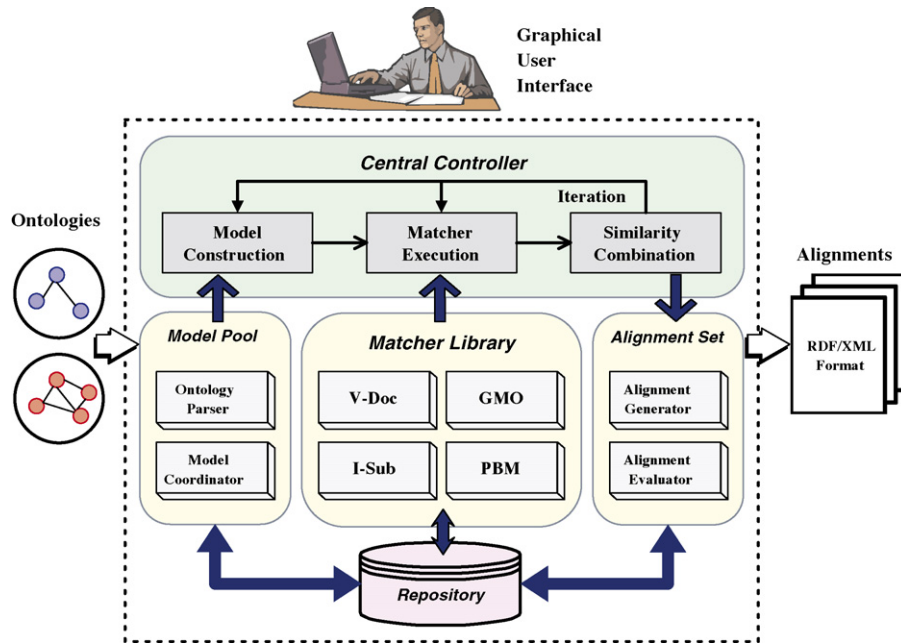 Graphical
User
Interface
Central Controller
Iteration
Model
Construction
Matcher
Execution
Similarity
Combination
Ontologies
Alignments
RDF/XML
Format
Model Pool
Ontology
Parser
Model
Coordinator
Matcher Library
V-Doc
GMO
I-Sub
PBM
Alignment Set
Alignment
Generator
Alignment
Evaluator
Repository